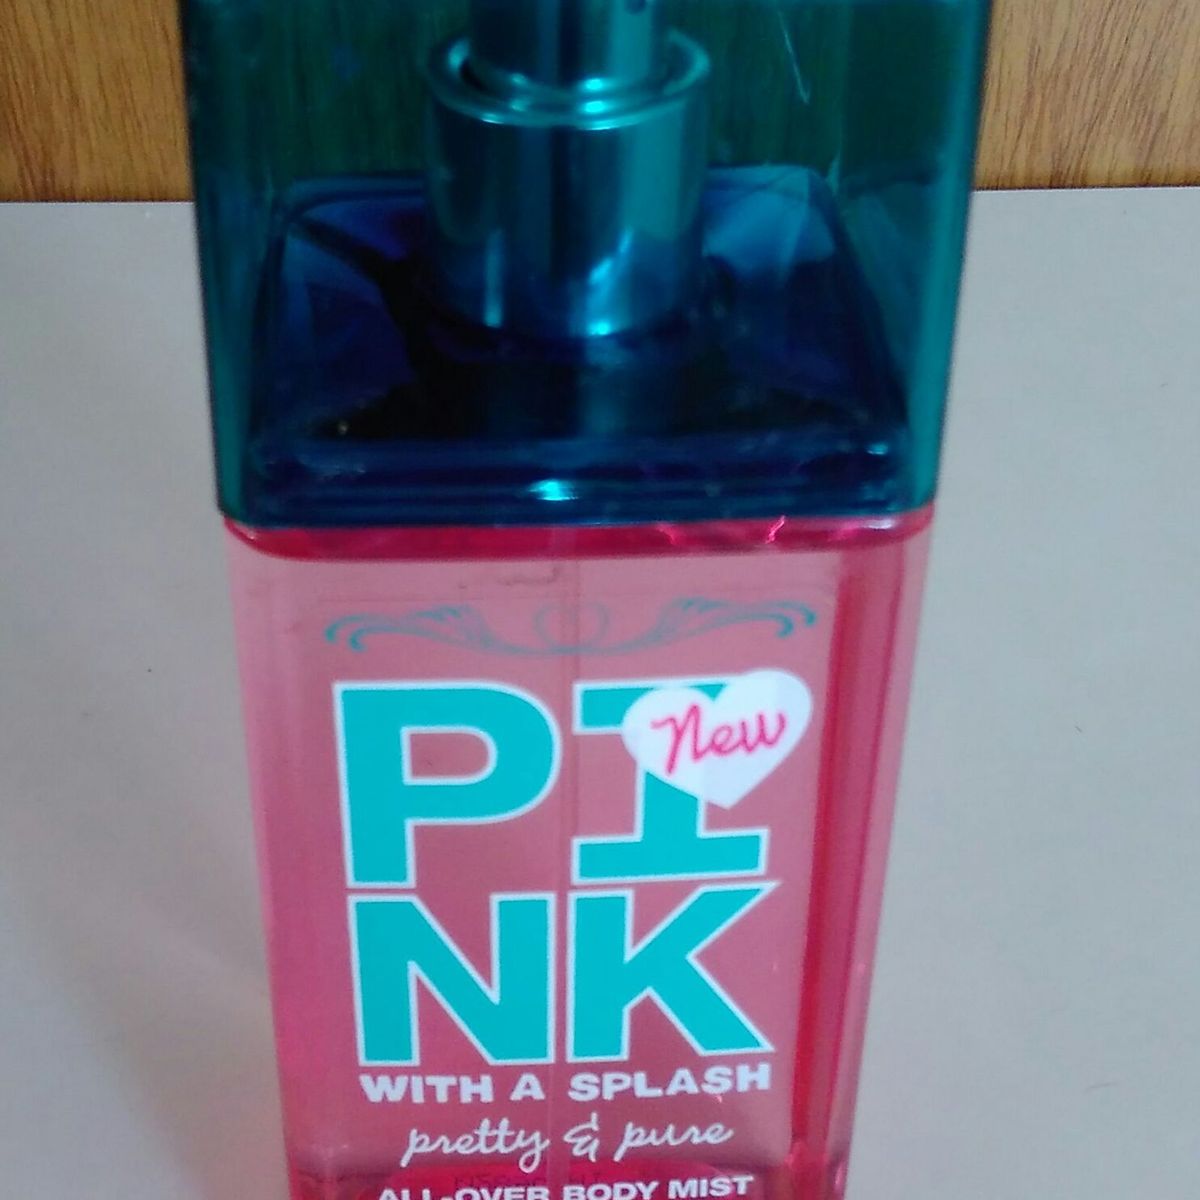 PI
New
NK
WITH A SPLASH
pretty & pure
ALL-OVER BODY MIST